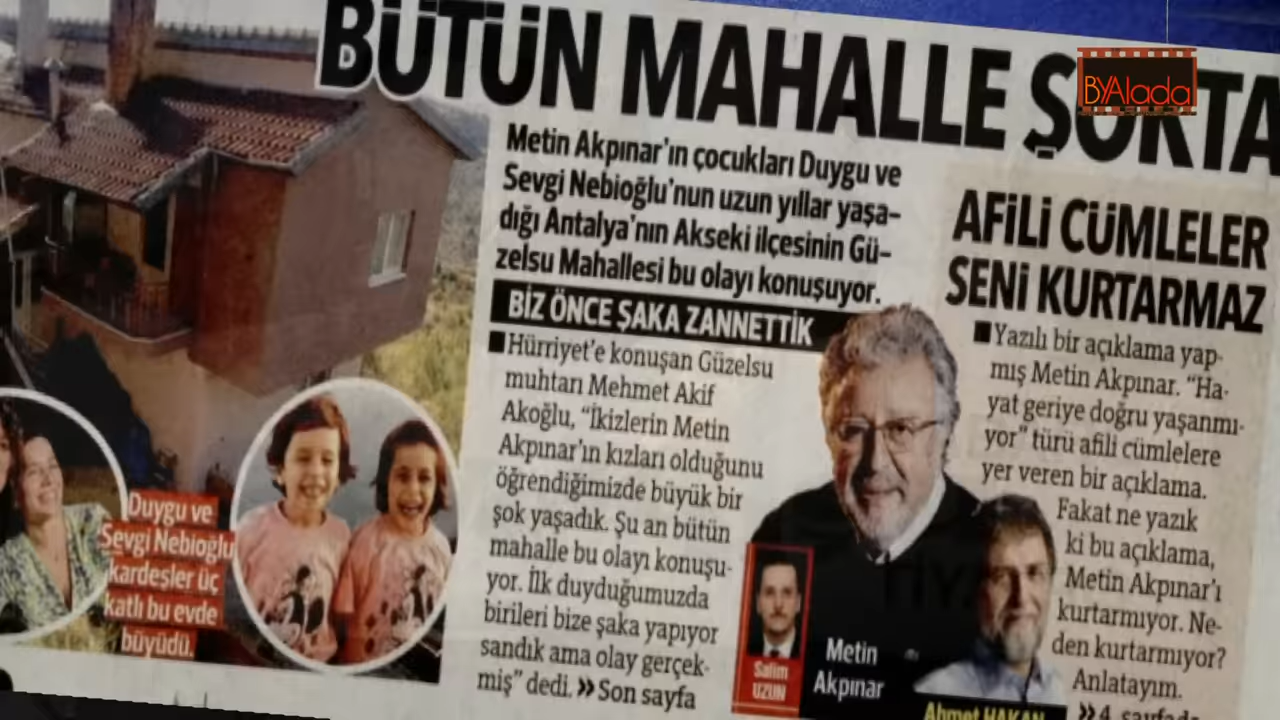 BÜTÜN MAHALLE ŞOKTA
BYAlada
Metin Akpınar'ın çocukları Duygu ve
Sevgi Nebioğlu'nun uzun yıllar yaşa-
dığı Antalya'nın Akseki ilçesinin Gü-
zelsu Mahallesi bu olayı konuşuyor.
BİZ ÖNCE ŞAKA ZANNETTİK
■Hürriyet'e konuşan Güzelsu
muhtarı Mehmet Akif
Akoğlu, “İkizlerin Metin
Akpınar'ın kızları olduğunu
öğrendiğimizde büyük bir
şok yaşadık. Şu an bütün
mahalle bu olayı konuşu-
yor. İlk duyduğumuzda
birileri bize şaka yapıyor
sandık ama olay gerçek-
miş” dedi. »Son sayfa
Duygu ve
Sevgi Nebioğlu
kardeşler üç
katlı bu evde
büyüdü.
AFİLİ CÜMLELER
SENİ KURTARMAZ
■Yazılı bir açıklama yap-
mış Metin Akpınar. “Ha-
yat geriye doğru yaşanmı-
yor” türü afili cümlelere
yer veren bir açıklama.
Fakat ne yazık
ki bu açıklama,
Metin Akpınar'ı
kurtarmıyor. Ne-
den kurtarmıyor?
Anlatayım.
»4. sayfada
Salim
UZUN
Metin
Akpınar
Ahmet HAKAN